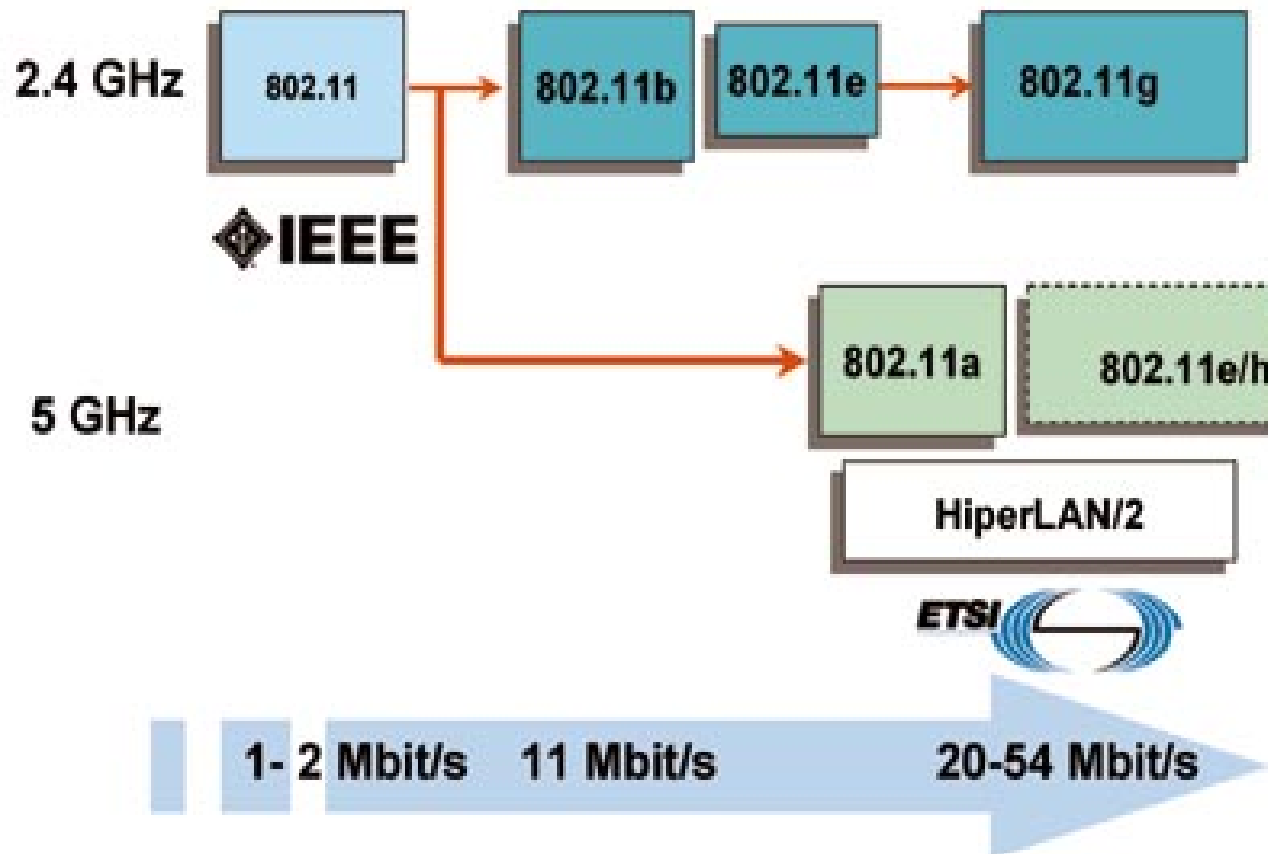 2.4 GHz
802.11
802.11b
802.11e
802.11g
IEEE
5 GHz
802.11a
802.11e/h
HiperLAN/2
ETSI
1- 2 Mbit/s
11 Mbit/s
20-54 Mbit/s